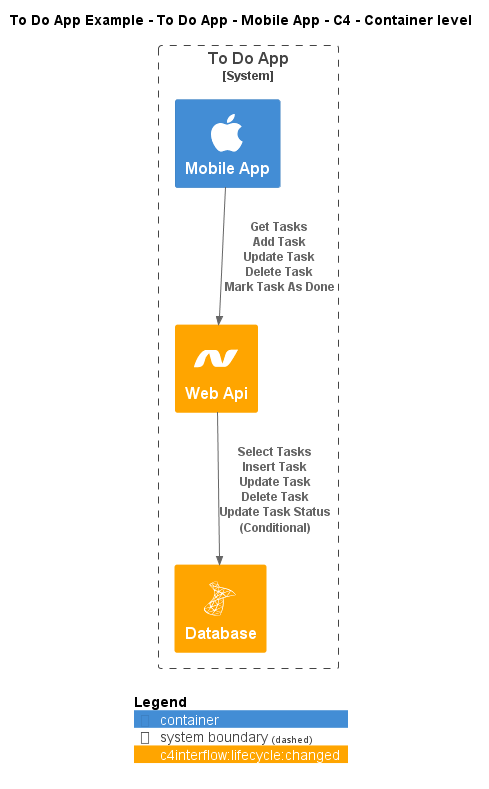 To Do App Example - To Do App - Mobile App - C4 - Container level
To Do App
[System]
Mobile App
Get Tasks
Add Task
Update Task
Delete Task
Mark Task As Done
Web Api
Select Tasks
Insert Task
Update Task
Delete Task
Update Task Status
(Conditional)
Database
Legend
container
system boundary (dashed)
c4interflow:lifecycle:changed